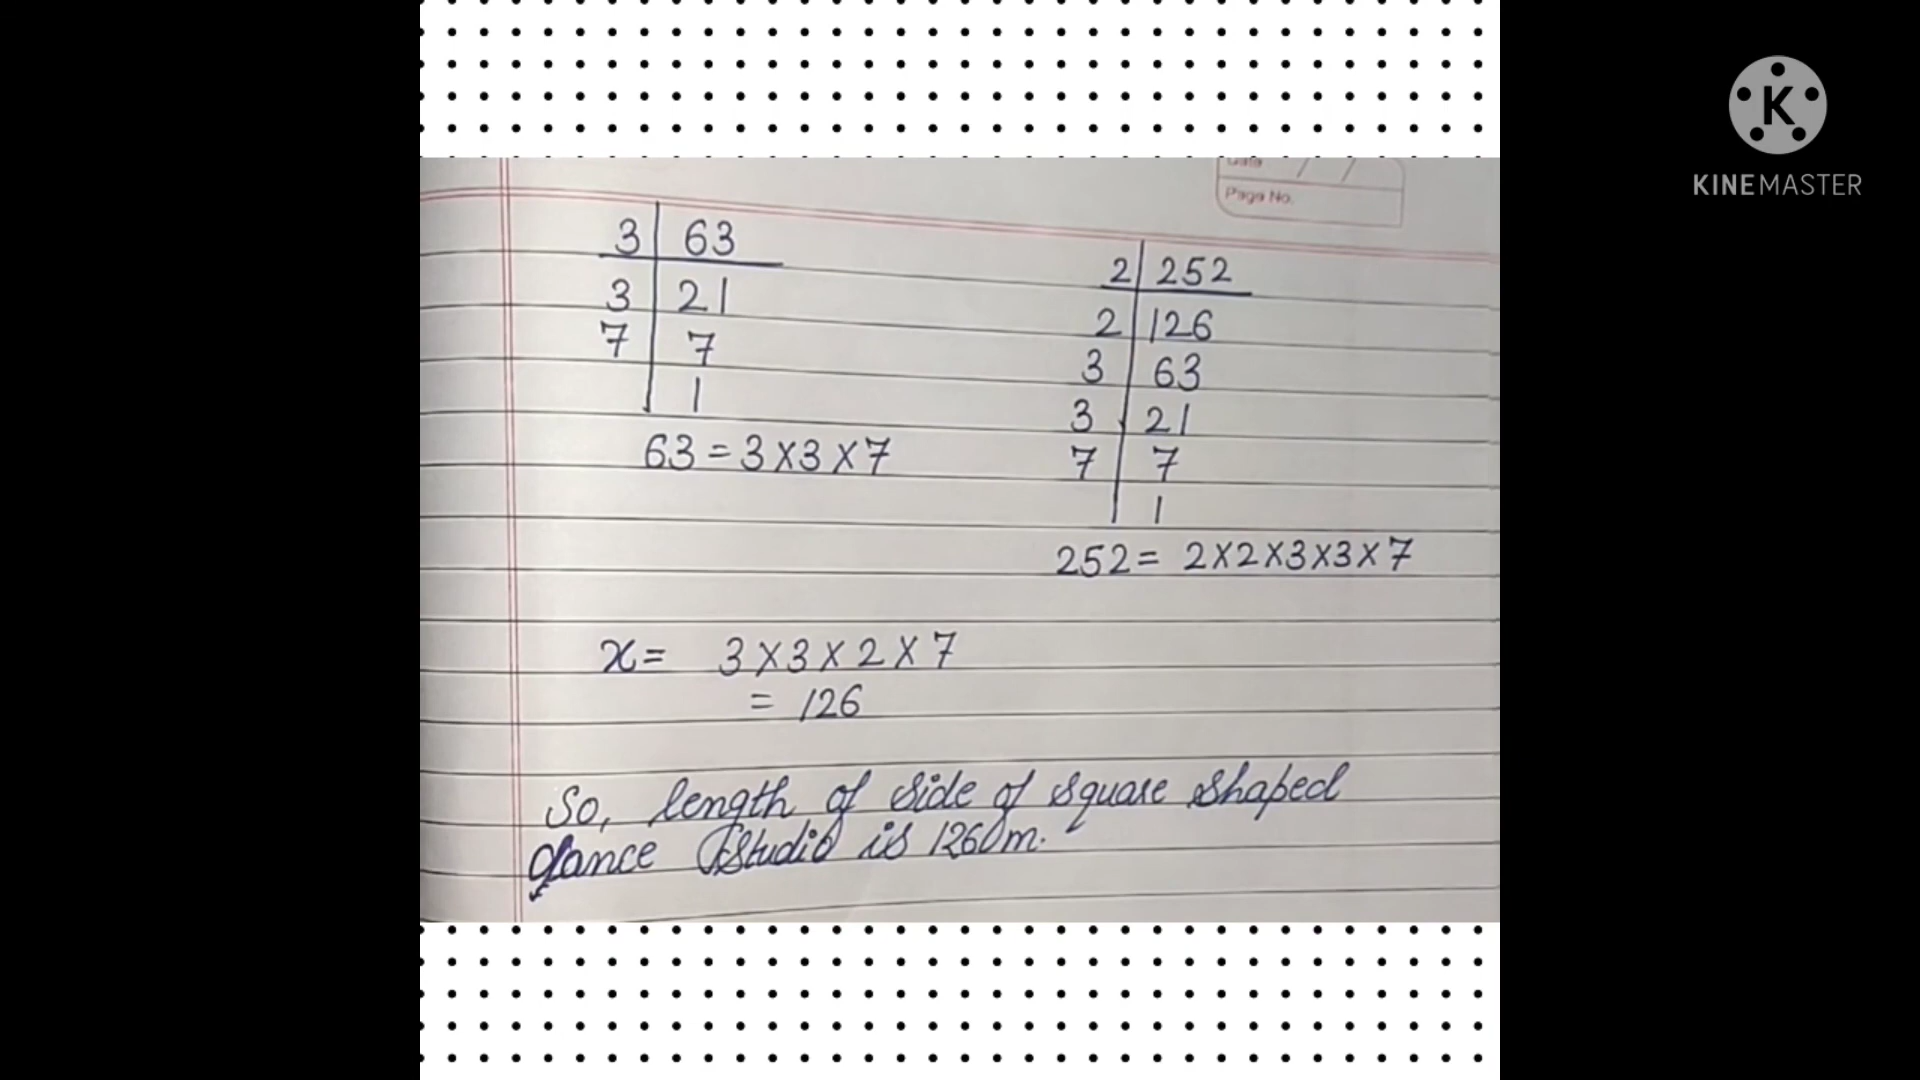 Date / /
Page No.
3 | 63
3 | 21
7 | 7
1
63 = 3 X 3 X 7
2 | 252
2 | 126
3 | 63
3 | 21
7 | 7
1
252 = 2 X 2 X 3 X 3 X 7
x = 3 X 3 X 2 X 7
= 126
So, length of side of square shaped
dance studio is 126 m.
K
KINEMASTER